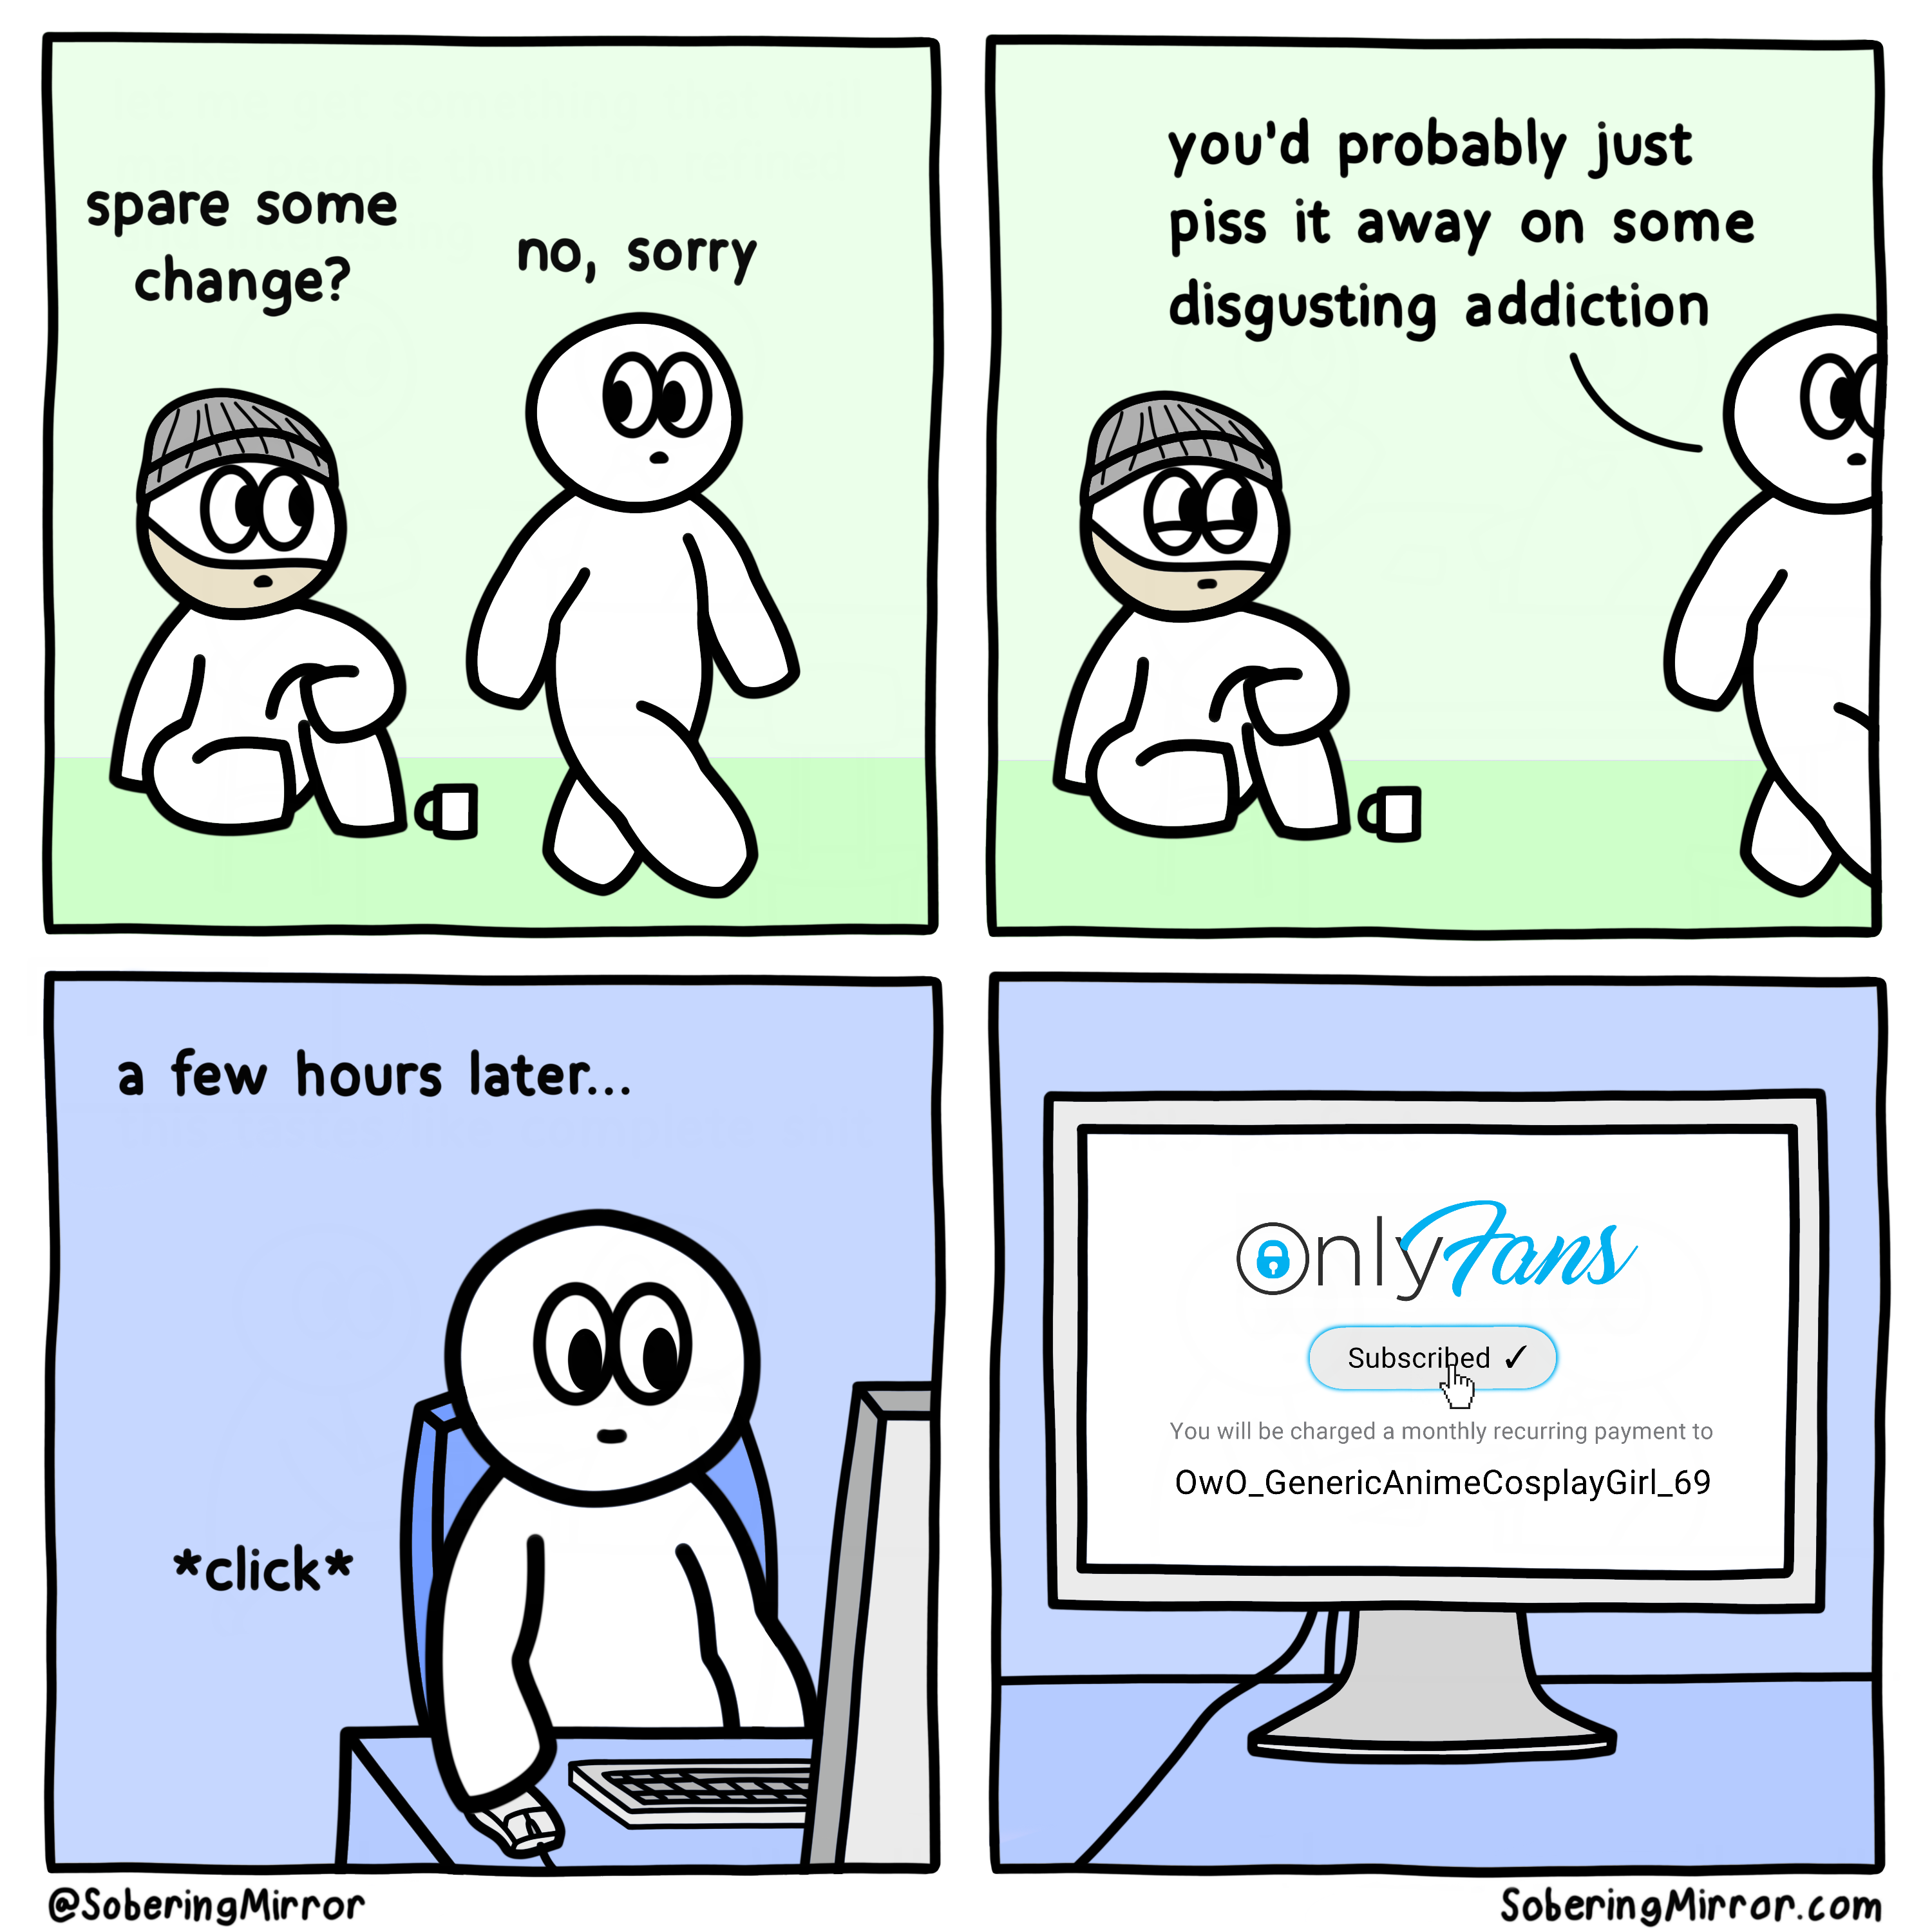 spare some
change?
no, sorry
you'd probably just
piss it away on some
disgusting addiction
a few hours later...
*click*
OnlyFans
Subscribed ✓
You will be charged a monthly recurring payment to
OwO_GenericAnimeCosplayGirl_69
@SoberingMirror
SoberingMirror.com